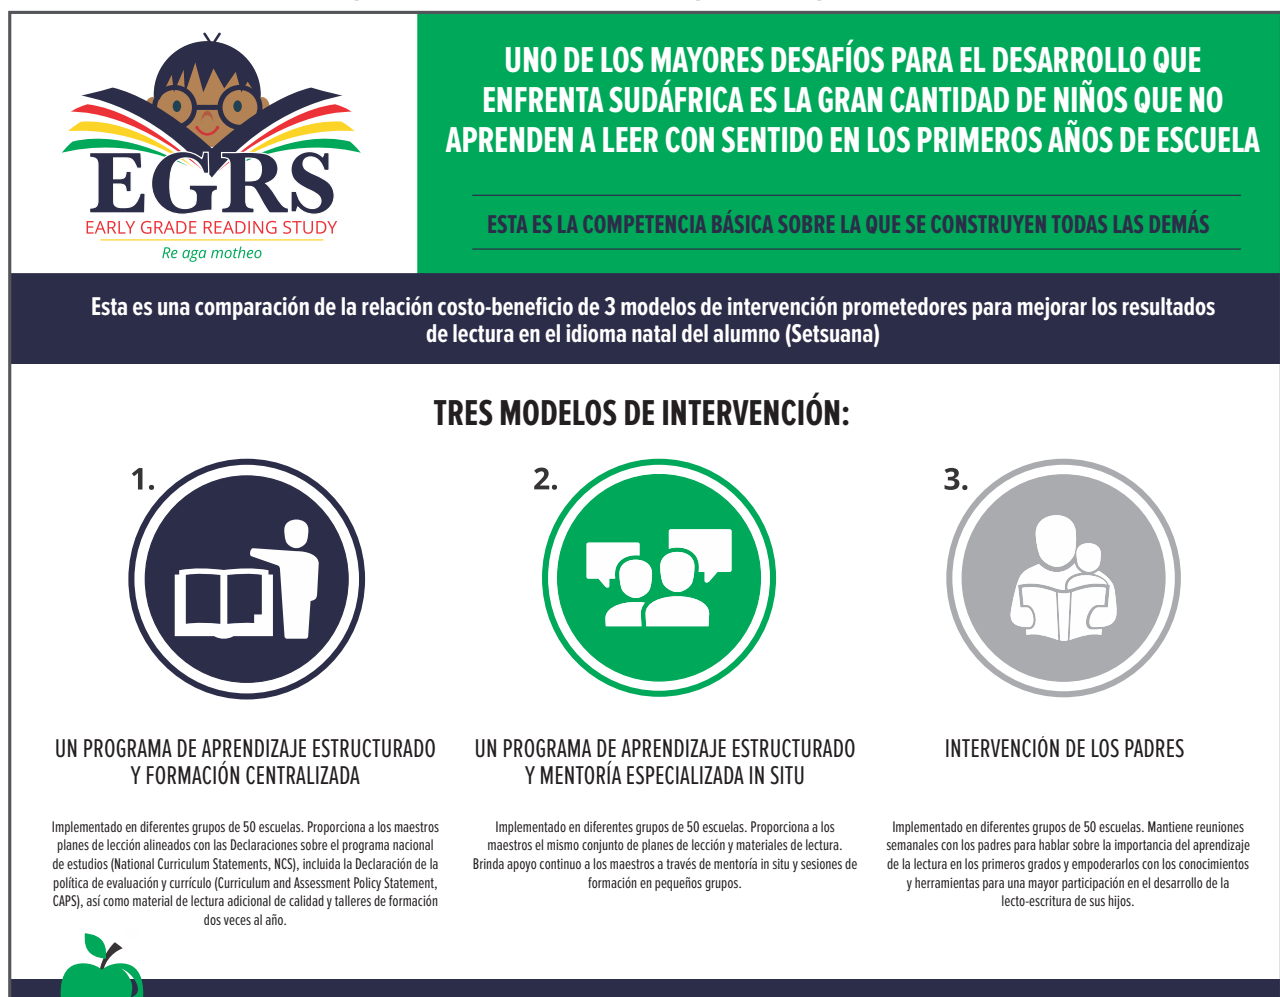 EGRS
EARLY GRADE READING STUDY
Re aga motheo
UNO DE LOS MAYORES DESAFÍOS PARA EL DESARROLLO QUE
ENFRENTA SUDÁFRICA ES LA GRAN CANTIDAD DE NIÑOS QUE NO
APRENDEN A LEER CON SENTIDO EN LOS PRIMEROS AÑOS DE ESCUELA
ESTA ES LA COMPETENCIA BÁSICA SOBRE LA QUE SE CONSTRUYEN TODAS LAS DEMÁS
Esta es una comparación de la relación costo-beneficio de 3 modelos de intervención prometedores para mejorar los resultados
de lectura en el idioma natal del alumno (Setsuana)
TRES MODELOS DE INTERVENCIÓN:
1.
UN PROGRAMA DE APRENDIZAJE ESTRUCTURADO
Y FORMACIÓN CENTRALIZADA
Implementado en diferentes grupos de 50 escuelas. Proporciona a los maestros
planes de lección alineados con las Declaraciones sobre el programa nacional
de estudios (National Curriculum Statements, NCS), incluida la Declaración de la
política de evaluación y currículo (Curriculum and Assessment Policy Statement,
CAPS), así como material de lectura adicional de calidad y talleres de formación
dos veces al año.
2.
UN PROGRAMA DE APRENDIZAJE ESTRUCTURADO
Y MENTORÍA ESPECIALIZADA IN SITU
Implementado en diferentes grupos de 50 escuelas. Proporciona a los
maestros el mismo conjunto de planes de lección y materiales de lectura.
Brinda apoyo continuo a los maestros a través de mentoría in situ y sesiones de
formación en pequeños grupos.
3.
INTERVENCIÓN DE LOS PADRES
Implementado en diferentes grupos de 50 escuelas. Mantiene reuniones
semanales con los padres para hablar sobre la importancia del aprendizaje
de la lectura en los primeros grados y empoderarlos con los conocimientos
y herramientas para una mayor participación en el desarrollo de la
lecto-escritura de sus hijos.